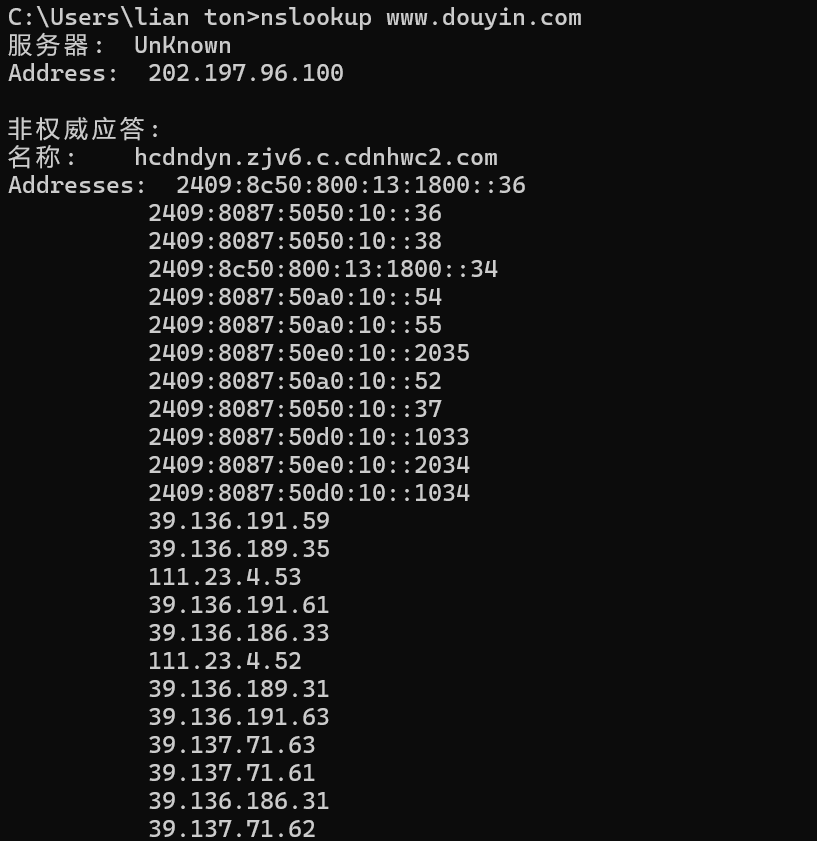 C:\Users\lian ton>nslookup www.douyin.com
服务器:  UnKnown
Address:  202.197.96.100

非权威应答:
名称:    hcdndyn.zjv6.c.cdnhwc2.com
Addresses:  2409:8c50:800:13:1800::36
          2409:8087:5050:10::36
          2409:8087:5050:10::38
          2409:8c50:800:13:1800::34
          2409:8087:50a0:10::54
          2409:8087:50a0:10::55
          2409:8087:50e0:10::2035
          2409:8087:50a0:10::52
          2409:8087:5050:10::37
          2409:8087:50d0:10::1033
          2409:8087:50e0:10::2034
          2409:8087:50d0:10::1034
          39.136.191.59
          39.136.189.35
          111.23.4.53
          39.136.191.61
          39.136.186.33
          111.23.4.52
          39.136.189.31
          39.136.191.63
          39.137.71.63
          39.137.71.61
          39.136.186.31
          39.137.71.62